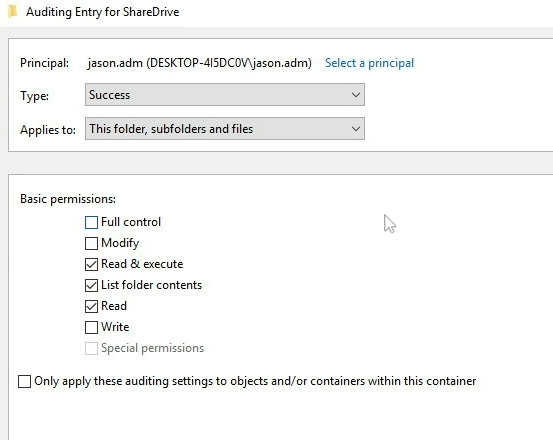 Auditing Entry for ShareDrive
Principal: jason.adm (DESKTOP-4I5DC0V\jason.adm) Select a principal
Type: Success
Applies to: This folder, subfolders and files
Basic permissions:
Full control
Modify
Read & execute
List folder contents
Read
Write
Special permissions
Only apply these auditing settings to objects and/or containers within this container